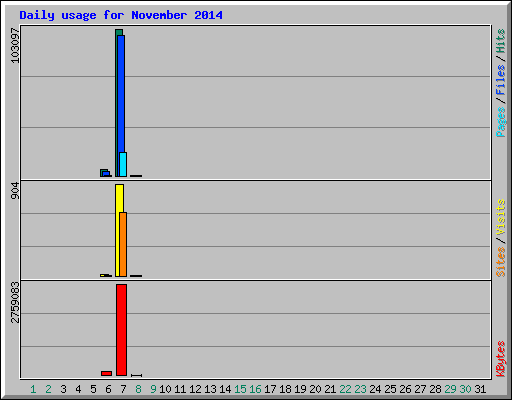 Daily usage for November 2014
103097
904
2759083
Pages / Files / Hits
Sites / Visits
KBytes
1 2 3 4 5 6 7 8 9 10 11 12 13 14 15 16 17 18 19 20 21 22 23 24 25 26 27 28 29 30 31